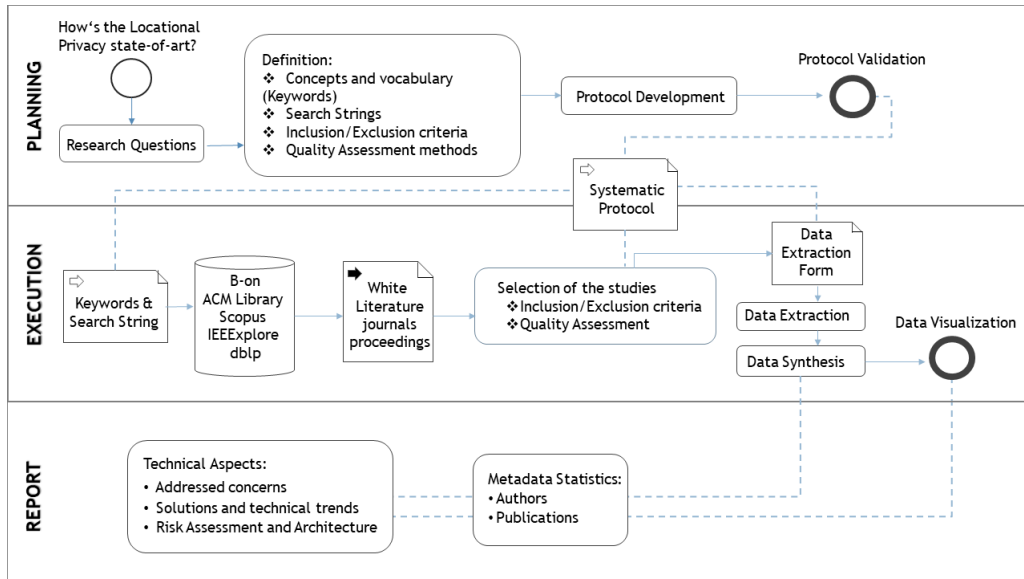 PLANNING
How‘s the Locational
Privacy state-of-art?
Research Questions
Definition:
❖ Concepts and vocabulary
(Keywords)
❖ Search Strings
❖ Inclusion/Exclusion criteria
❖ Quality Assessment methods
Protocol Development
Protocol Validation
Systematic
Protocol
EXECUTION
Keywords &
Search String
B-on
ACM Library
Scopus
IEEExplore
dblp
White
Literature
journals
proceedings
Selection of the studies
❖Inclusion/Exclusion criteria
❖Quality Assessment
Data
Extraction
Form
Data Extraction
Data Synthesis
Data Visualization
REPORT
Technical Aspects:
• Addressed concerns
• Solutions and technical trends
• Risk Assessment and Architecture
Metadata Statistics:
• Authors
• Publications